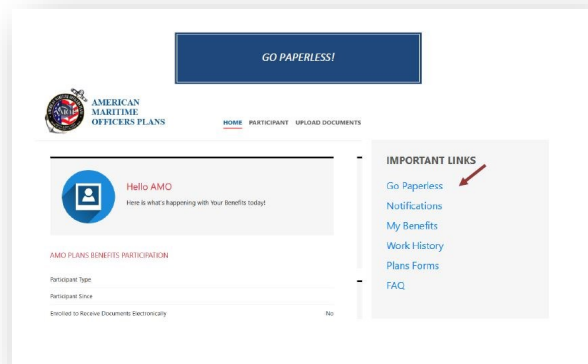 GO PAPERLESS!
AMERICAN
MARITIME
OFFICERS PLANS
HOME PARTICIPANT UPLOAD DOCUMENTS
Hello AMO
Here is what's happening with Your Benefits today!
AMO PLANS BENEFITS PARTICIPATION
Participant Type
Participant Since
Enrolled to Receive Documents Electronically No
IMPORTANT LINKS
Go Paperless
Notifications
My Benefits
Work History
Plans Forms
FAQ